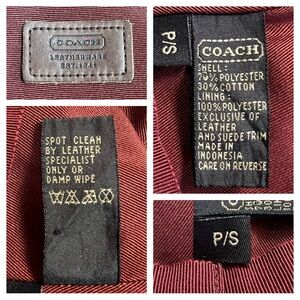 COACH
LEATHERWARE
EST. 1941
P/S
COACH
SHELL:
70% POLYESTER
30% COTTON
LINING:
100% POLYESTER
EXCLUSIVE OF
LEATHER
AND SUEDE TRIM
MADE IN
INDONESIA
CARE ON REVERSE
SPOT CLEAN
BY LEATHER
SPECIALIST
ONLY OR
DAMP WIPE
P/S